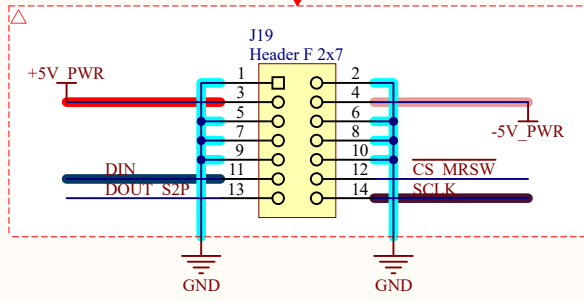 J19
Header F 2x7
+5V_PWR
1 2
3 4
-5V_PWR
5 6
7 8
9 10
DIN 11 12 CS_MRSW
DOUT_S2P 13 14 SCLK
GND GND